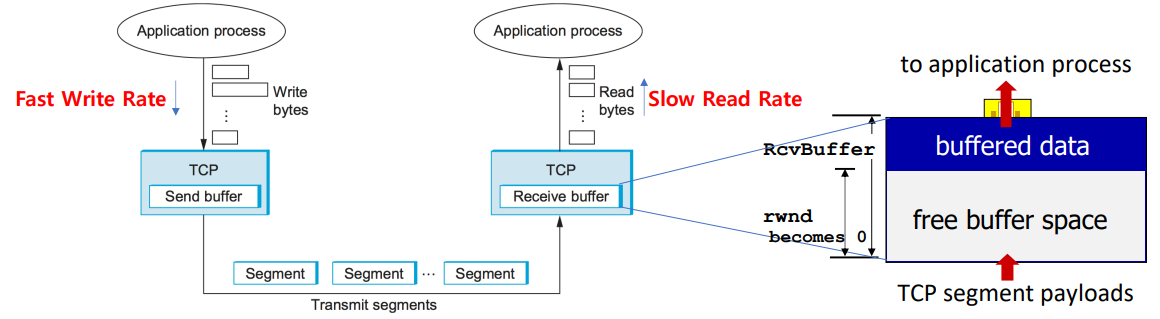 Application process
Fast Write Rate
Write
bytes
...
TCP
Send buffer
Segment
Segment
...
Segment
Transmit segments
Application process
Read
bytes
Slow Read Rate
...
TCP
Receive buffer
to application process
RcvBuffer
buffered data
rwnd
becomes 0
free buffer space
TCP segment payloads